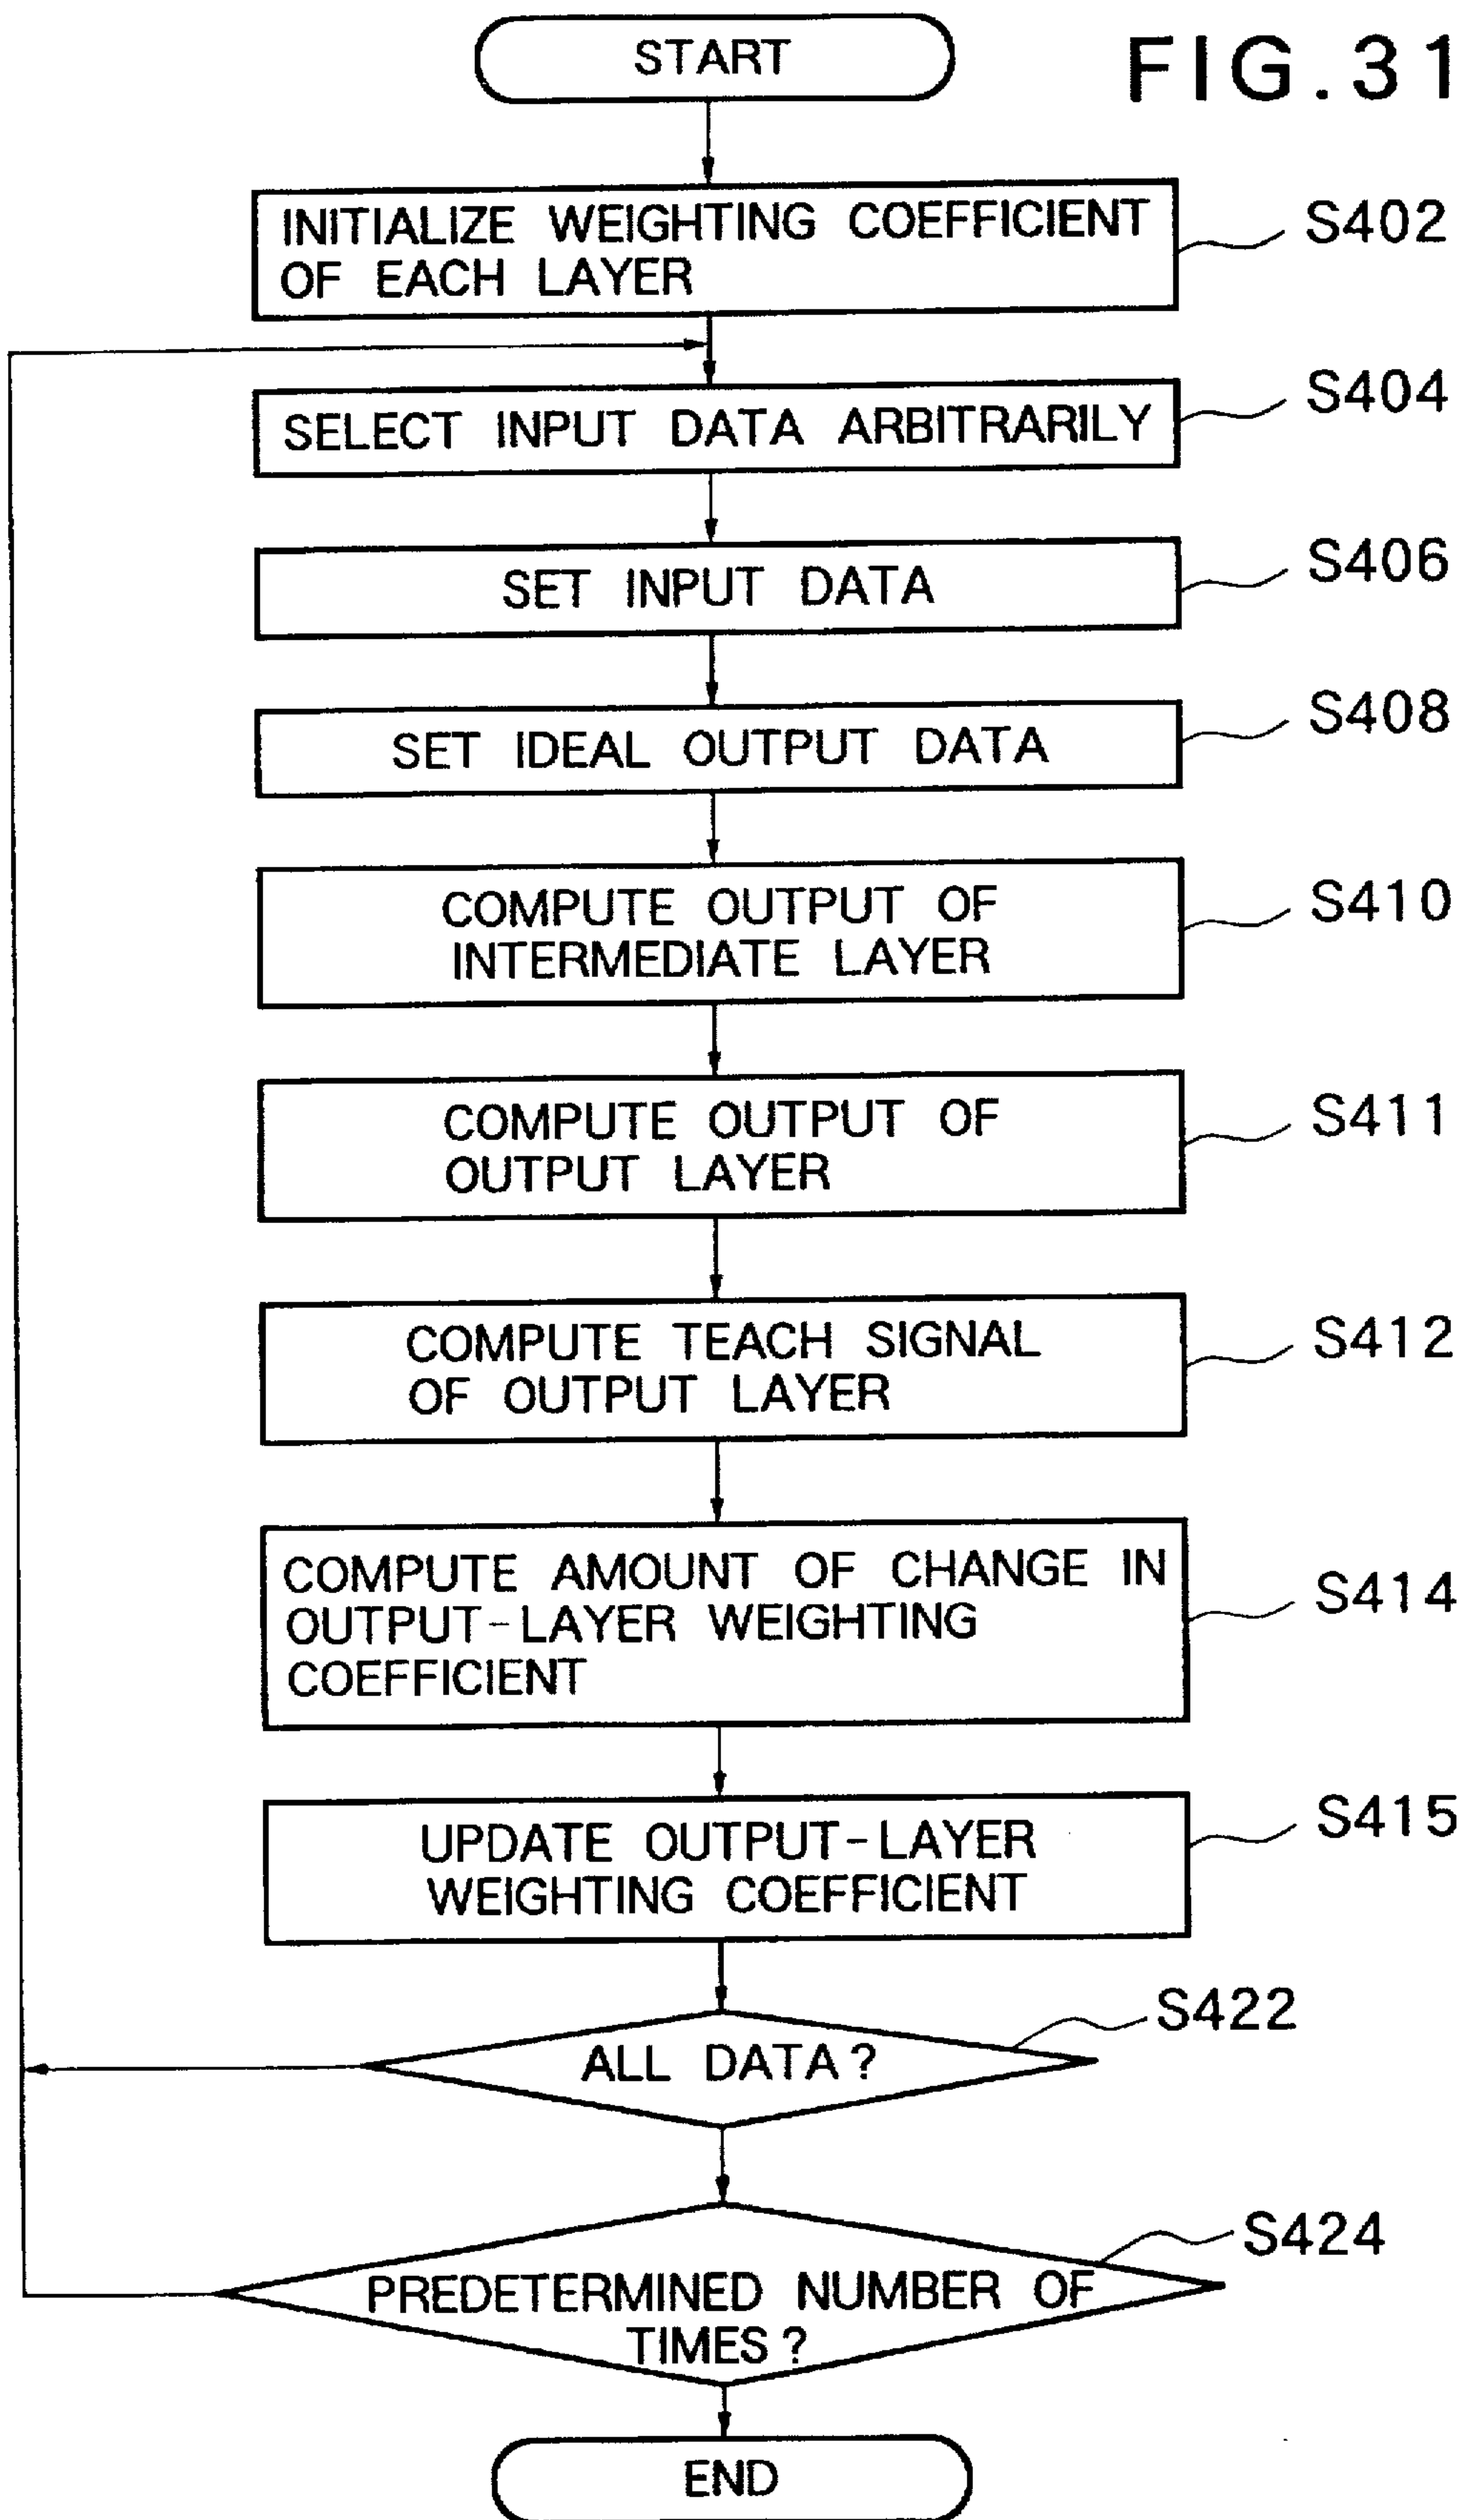 START
FIG.31
INITIALIZE WEIGHTING COEFFICIENT
OF EACH LAYER
S402
SELECT INPUT DATA ARBITRARILY
S404
SET INPUT DATA
S406
SET IDEAL OUTPUT DATA
S408
COMPUTE OUTPUT OF
INTERMEDIATE LAYER
S410
COMPUTE OUTPUT OF
OUTPUT LAYER
S411
COMPUTE TEACH SIGNAL
OF OUTPUT LAYER
S412
COMPUTE AMOUNT OF CHANGE IN
OUTPUT-LAYER WEIGHTING
COEFFICIENT
S414
UPDATE OUTPUT-LAYER
WEIGHTING COEFFICIENT
S415
ALL DATA?
S422
PREDETERMINED NUMBER OF
TIMES?
S424
END